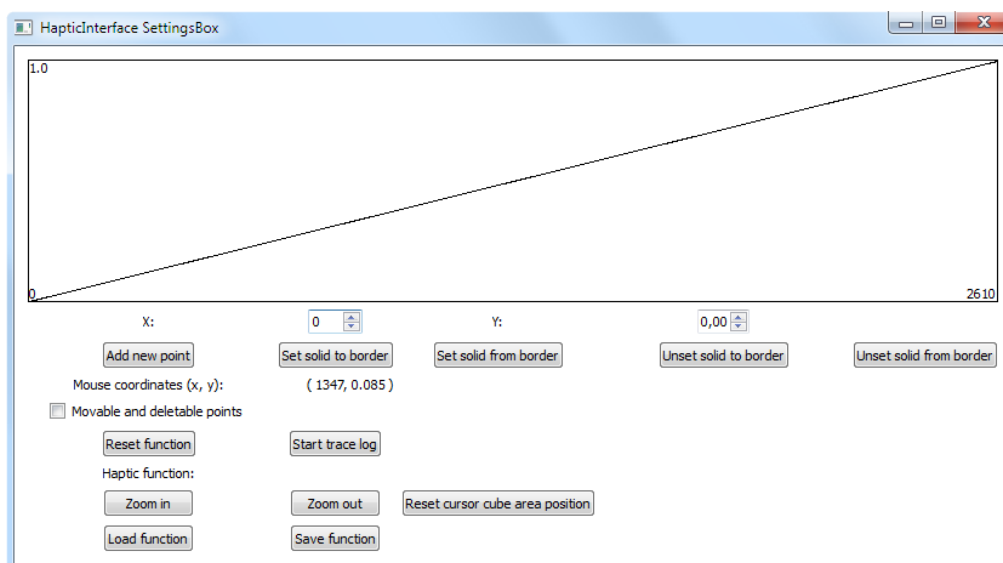 HapticInterface SettingsBox
1.0
0 2610
X: 0 Y: 0,00
Add new point Set solid to border Set solid from border Unset solid to border Unset solid from border
Mouse coordinates (x, y): ( 1347, 0.085 )
Movable and deletable points
Reset function Start trace log
Haptic function:
Zoom in Zoom out Reset cursor cube area position
Load function Save function